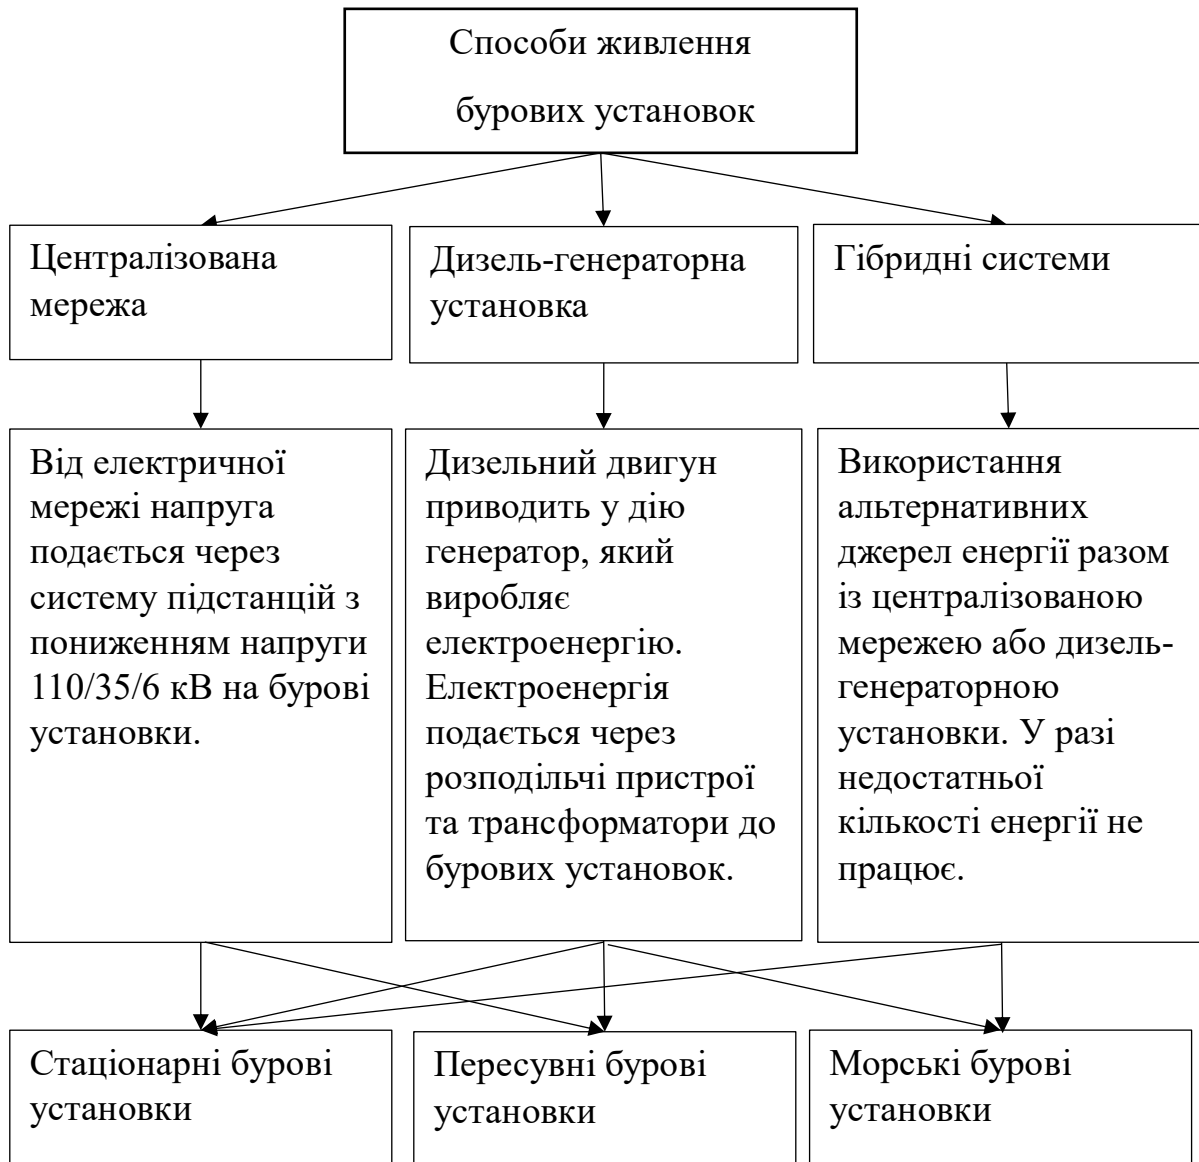 Способи живлення
бурових установок
Централізована
мережа
Дизель-генераторна
установка
Гібридні системи
Від електричної
мережі напруга
подається через
систему підстанцій з
пониженням напруги
110/35/6 кВ на бурові
установки.
Дизельний двигун
приводить у дію
генератор, який
виробляє
електроенергію.
Електроенергія
подається через
розподільчі пристрої
та трансформатори до
бурових установок.
Використання
альтернативних
джерел енергії разом
із централізованою
мережею або дизель-
генераторною
установки. У разі
недостатньої
кількості енергії не
працює.
Стаціонарні бурові
установки
Пересувні бурові
установки
Морські бурові
установки